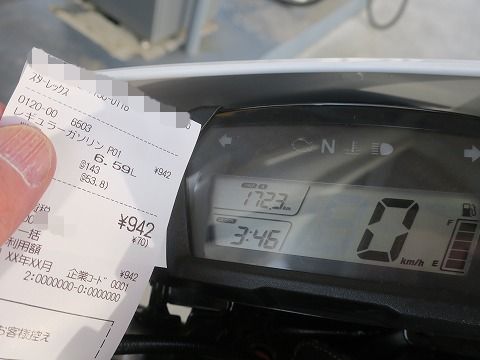 スターレックス
0120-00 6503
レギュラーガソリン P01
6.59L ¥942
@143
@53.8)
¥942
¥70)
一括
利用額 ¥942
XX年XX月 企業コード 0001
2:0000000-0:0000000
お客様控え
N
172.3
3:46
0
km/h
F
E